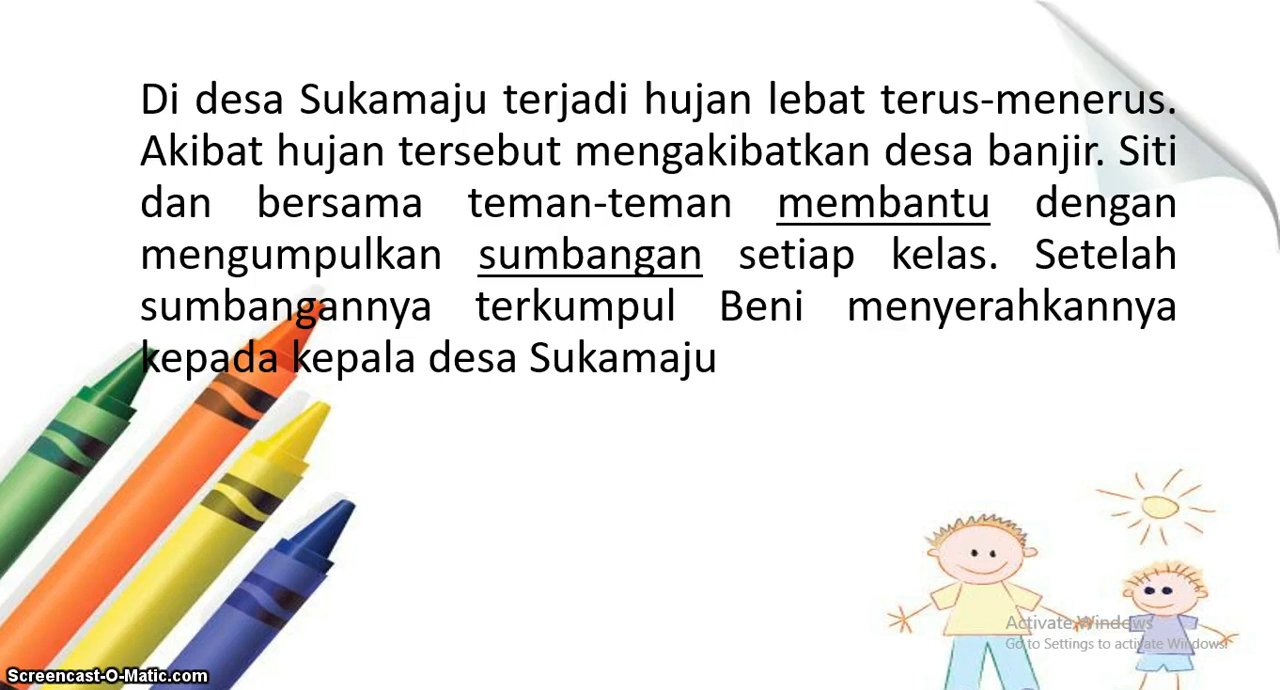 Di desa Sukamaju terjadi hujan lebat terus-menerus.
Akibat hujan tersebut mengakibatkan desa banjir. Siti
dan bersama teman-teman membantu dengan
mengumpulkan sumbangan setiap kelas. Setelah
sumbangannya terkumpul Beni menyerahkannya
kepada kepala desa Sukamaju
Activate Windows
Go to Settings to activate Windows.
Screencast-O-Matic.com